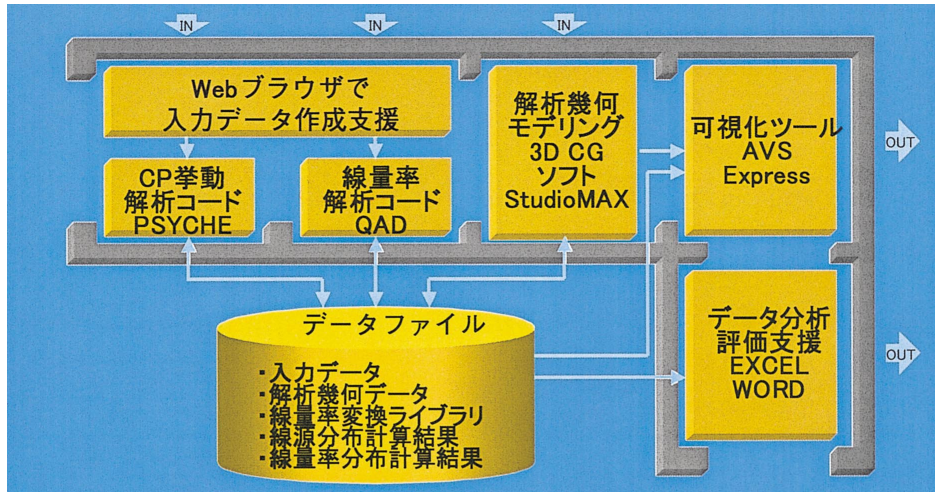 IN
IN
IN
Webブラウザで
入力データ作成支援
CP挙動
解析コード
PSYCHE
線量率
解析コード
QAD
解析幾何
モデリング
3D CG
ソフト
StudioMAX
可視化ツール
AVS
Express
OUT
データファイル
・入力データ
・解析幾何データ
・線量率変換ライブラリ
・線源分布計算結果
・線量率分布計算結果
データ分析
評価支援
EXCEL
WORD
OUT